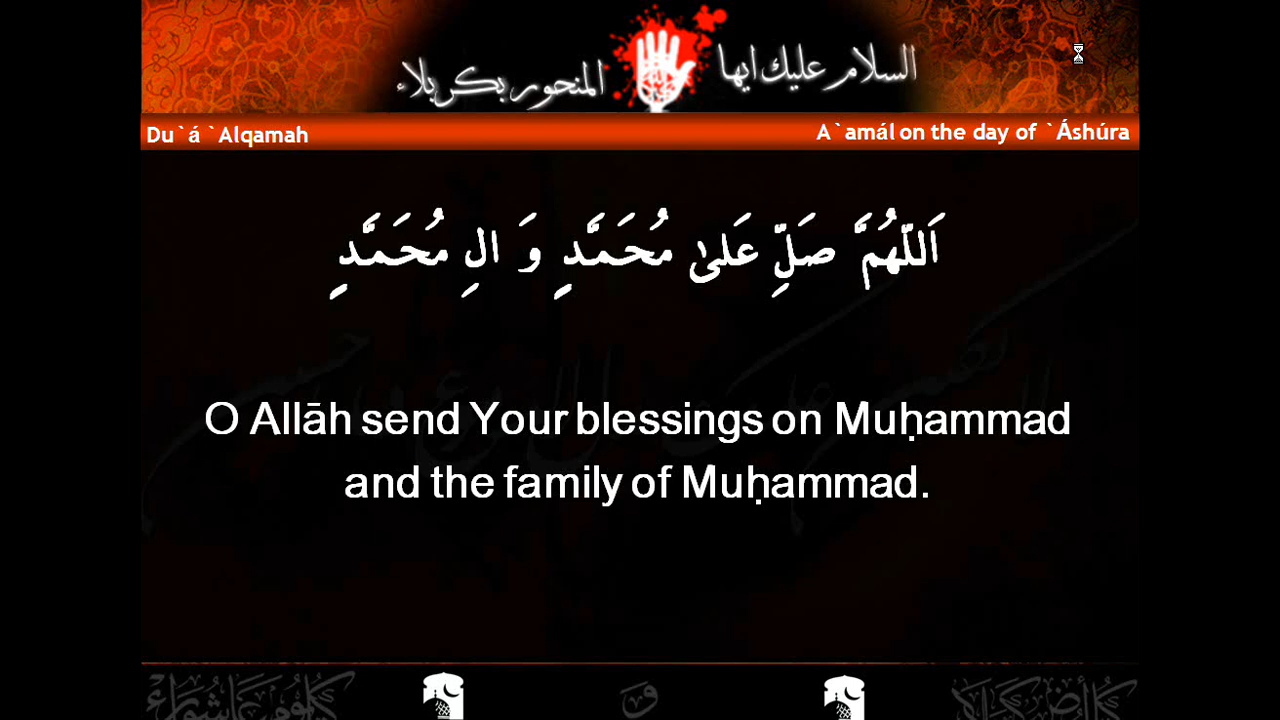 السلام عليك ايها المنحور بكربلاء
Du`á `Alqamah
A`amál on the day of `Áshúra
اَللّٰهُمَّ صَلِّ عَلىٰ مُحَمَّدٍ وَ الِ مُحَمَّدٍ
O Allāh send Your blessings on Muḥammad
and the family of Muḥammad.